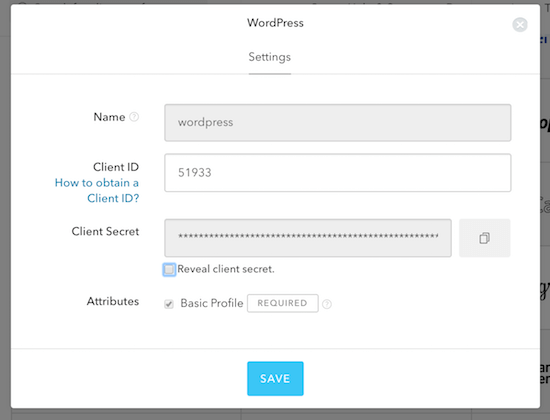 WordPress
Settings
Name
wordpress
Client ID
How to obtain a
Client ID?
51933
Client Secret
****************************************************
Reveal client secret.
Attributes
Basic Profile REQUIRED
SAVE